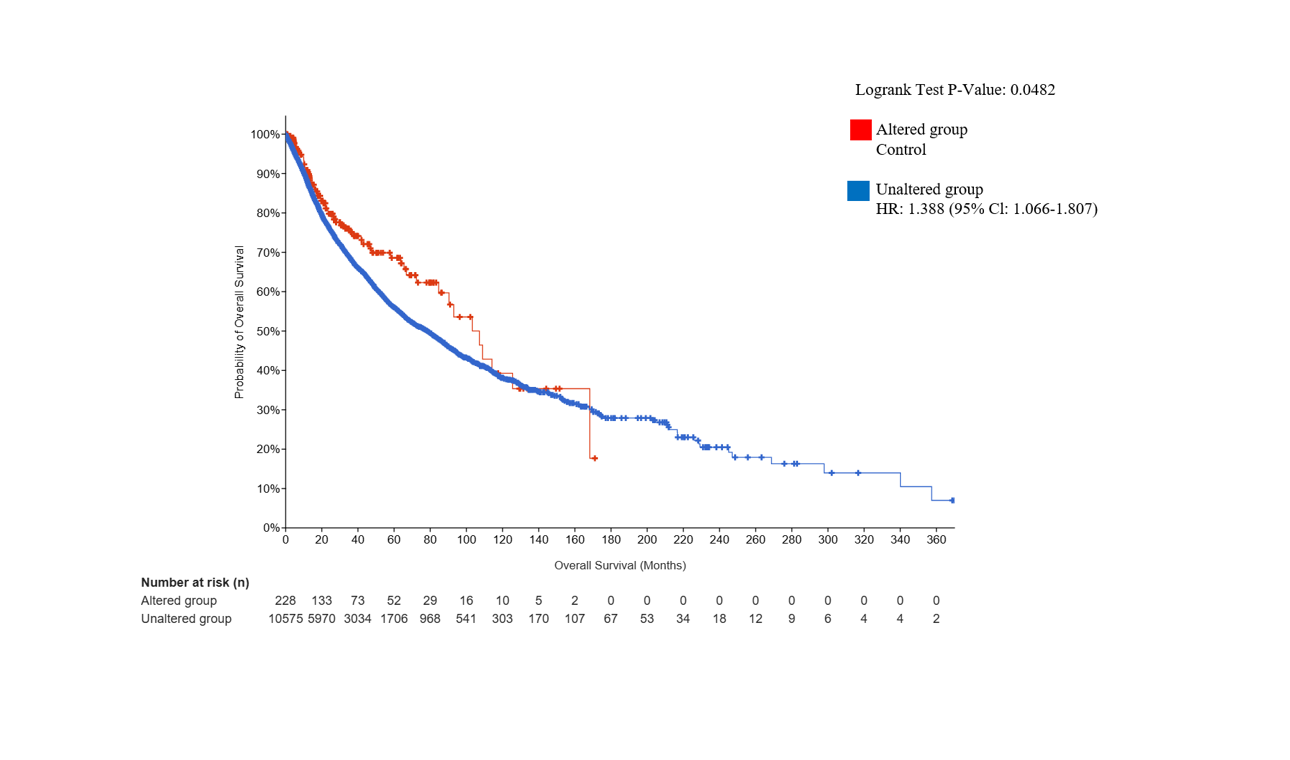 Logrank Test P-Value: 0.0482
Altered group
Control
Unaltered group
HR: 1.388 (95% Cl: 1.066-1.807)
100%
90%
80%
70%
60%
50%
40%
30%
20%
10%
0%
Probability of Overall Survival
0 20 40 60 80 100 120 140 160 180 200 220 240 260 280 300 320 340 360
Overall Survival (Months)
Number at risk (n)
Altered group 228 133 73 52 29 16 10 5 2 0 0 0 0 0 0 0 0 0 0
Unaltered group 10575 5970 3034 1706 968 541 303 170 107 67 53 34 18 12 9 6 4 4 2